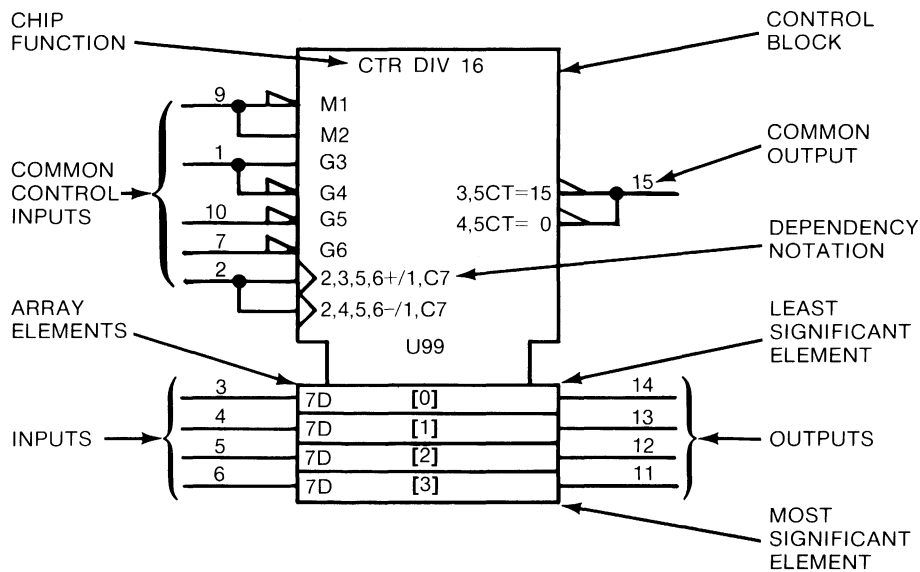 CHIP
FUNCTION
CTR DIV 16
CONTROL
BLOCK
COMMON
CONTROL
INPUTS
9
1
10
7
2
M1
M2
G3
G4
G5
G6
2,3,5,6+/1,C7
2,4,5,6−/1,C7
3,5CT=15
4,5CT= 0
15
COMMON
OUTPUT
DEPENDENCY
NOTATION
ARRAY
ELEMENTS
U99
LEAST
SIGNIFICANT
ELEMENT
INPUTS
3 7D [0] 14
4 7D [1] 13
5 7D [2] 12
6 7D [3] 11
OUTPUTS
MOST
SIGNIFICANT
ELEMENT